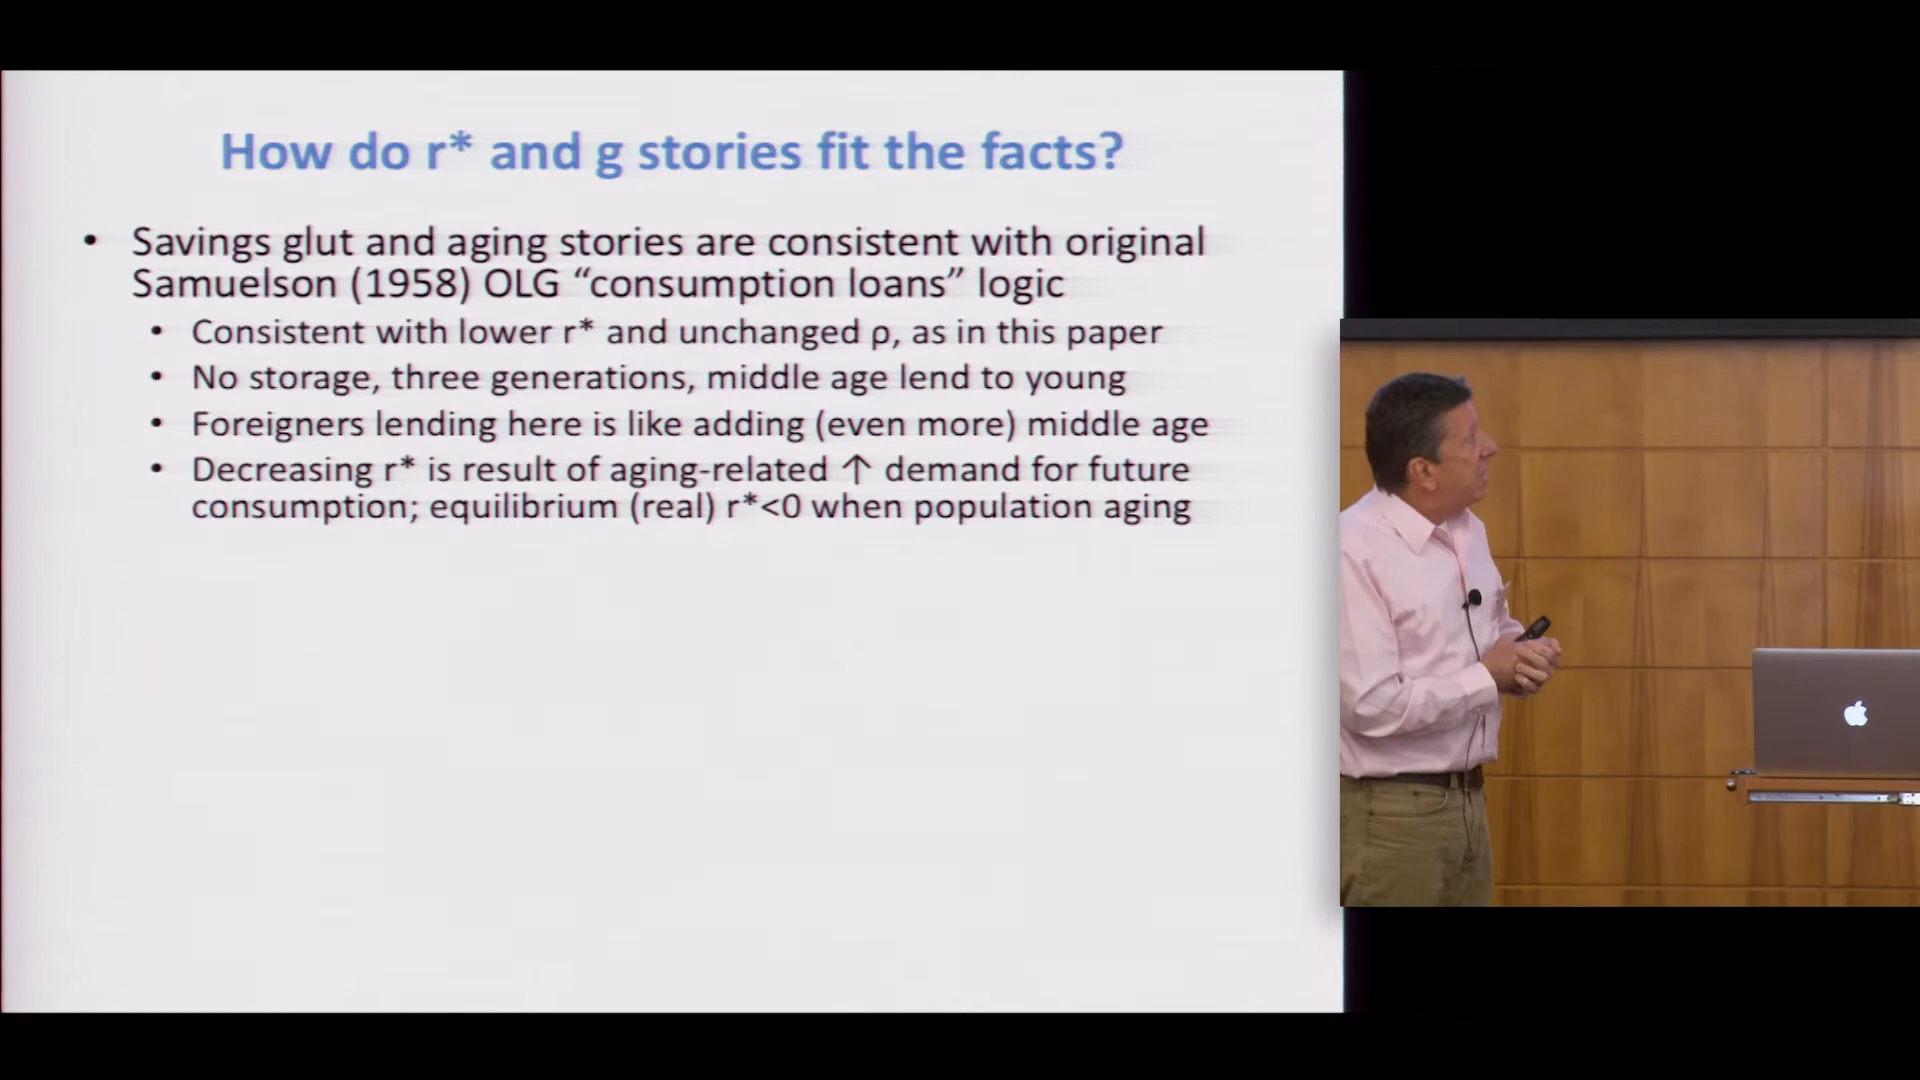 How do r* and g stories fit the facts?
• Savings glut and aging stories are consistent with original
Samuelson (1958) OLG “consumption loans” logic
• Consistent with lower r* and unchanged ρ, as in this paper
• No storage, three generations, middle age lend to young
• Foreigners lending here is like adding (even more) middle age
• Decreasing r* is result of aging-related ↑ demand for future
consumption; equilibrium (real) r*<0 when population aging